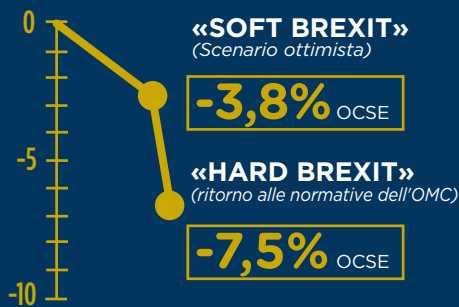 0
«SOFT BREXIT»
(Scenario ottimista)
-3,8% OCSE
-5
«HARD BREXIT»
(ritorno alle normative dell'OMC)
-7,5% OCSE
-10